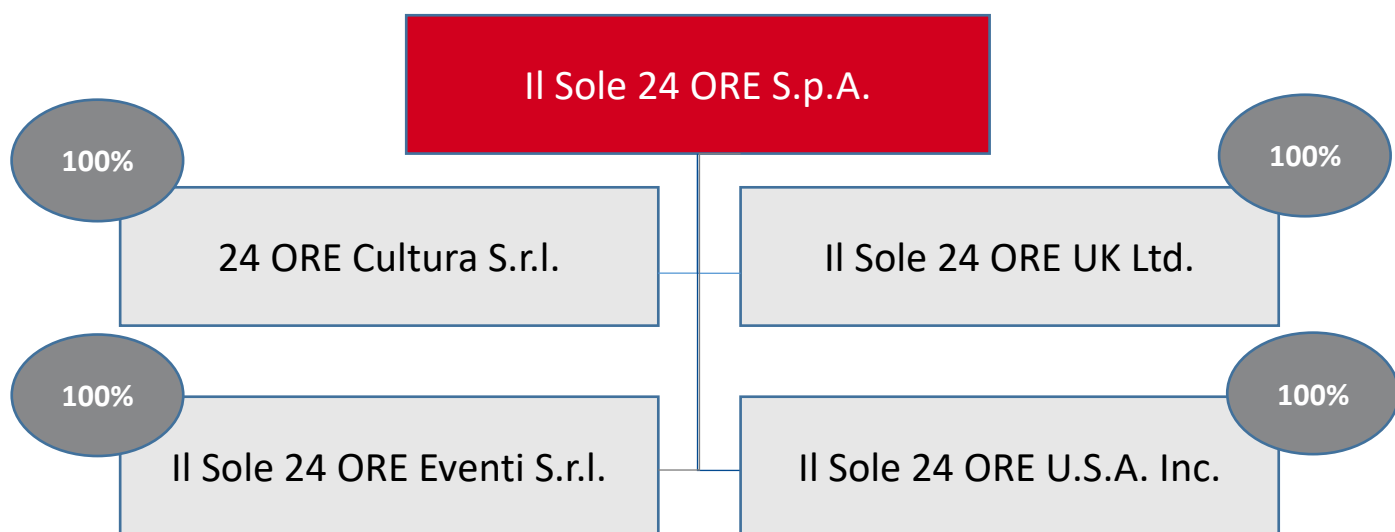 Il Sole 24 ORE S.p.A.
100%
100%
24 ORE Cultura S.r.l.
Il Sole 24 ORE UK Ltd.
100%
100%
Il Sole 24 ORE Eventi S.r.l.
Il Sole 24 ORE U.S.A. Inc.